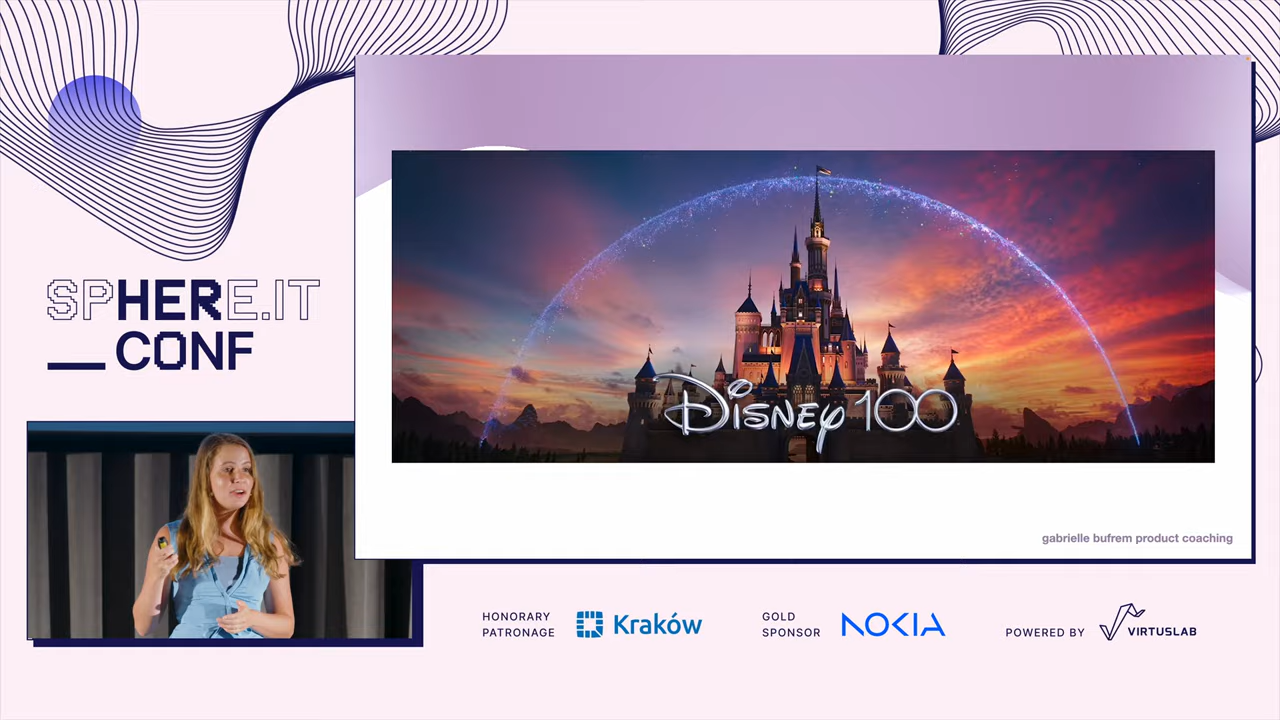 SPHERE.IT
CONF
DISNEY 100
gabrielle bufrem product coaching
HONORARY
PATRONAGE
Kraków
GOLD
SPONSOR
NOKIA
POWERED BY
VIRTUSLAB